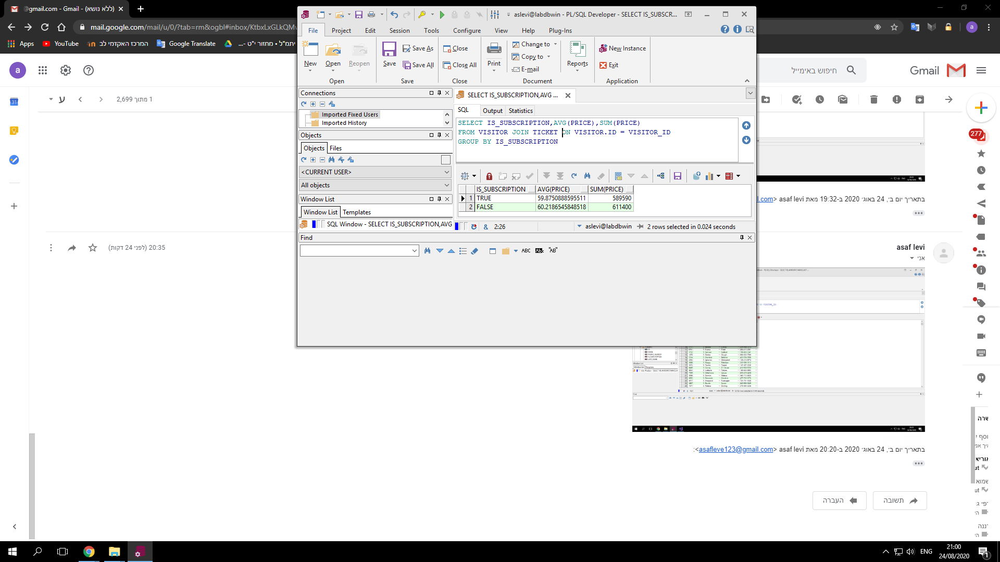 @gmail.com - Gmail - (ללא נושא)
mail.google.com/mail/u/0/?tab=rm&ogbl#inbox/KtbxLxGLkQM
Apps
YouTube
המרכז האקדמי לב
Google Translate
יתמ"ל • מחזור י"ט -...
a
a
aslevi@labdbwin - PL/SQL Developer - SELECT IS_SUBSCR...
File
Project
Edit
Session
Tools
Configure
View
Help
Plug-Ins
New
Open
Reopen
Open
Save
Save As
Save All
Save
Close
Close All
Close
Print
Change to
Copy to
E-mail
Reports
Document
New Instance
Exit
Application
Connections
Imported Fixed Users
Imported History
Objects
Objects
Files
<CURRENT USER>
All objects
Window List
Window List
Templates
SQL Window - SELECT IS_SUBSCRIPTION,AVG
SELECT IS_SUBSCRIPTION,AVG ...
SQL
Output
Statistics
SELECT IS_SUBSCRIPTION,AVG(PRICE),SUM(PRICE)
FROM VISITOR JOIN TICKET ON VISITOR.ID = VISITOR_ID
GROUP BY IS_SUBSCRIPTION
IS_SUBSCRIPTION AVG(PRICE) SUM(PRICE)
1 TRUE 59.8750888595511 589590
2 FALSE 60.2186545848518 611400
& 2:26
aslevi@labdbwin
2 rows selected in 0.024 seconds
Find
ABC
"AB"
חיפוש באימייל
Gmail
ע
1 מתוך 2,699
31
277
בתאריך יום ב׳, 24 באוג׳ 2020 ב-19:32 מאת asaf levi <
l.com>
20:35 (לפני 24 דקות)
asaf levi
אני
בתאריך יום ב׳, 24 באוג׳ 2020 ב-20:20 מאת asaf levi <asafleve123@gmail.com>:
תשובה
העברה
ENG
21:00
24/08/2020
1